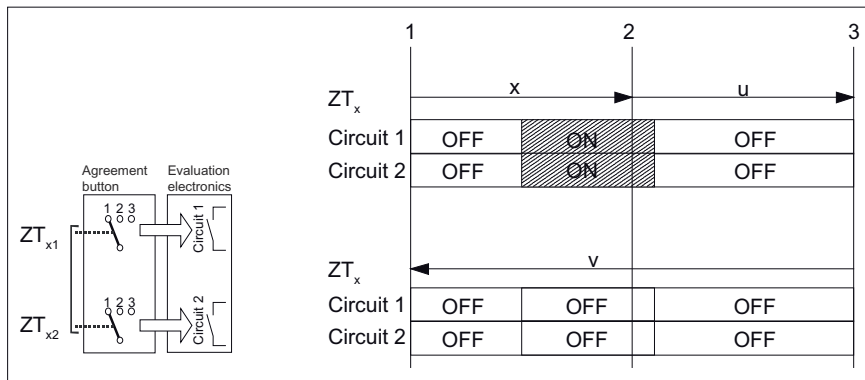 Agreement button
Evaluation electronics
1 2 3
Circuit 1
ZTx1
1 2 3
Circuit 2
ZTx2
1 2 3
ZTx x u
Circuit 1 OFF ON OFF
Circuit 2 OFF ON OFF
ZTx v
Circuit 1 OFF OFF OFF
Circuit 2 OFF OFF OFF